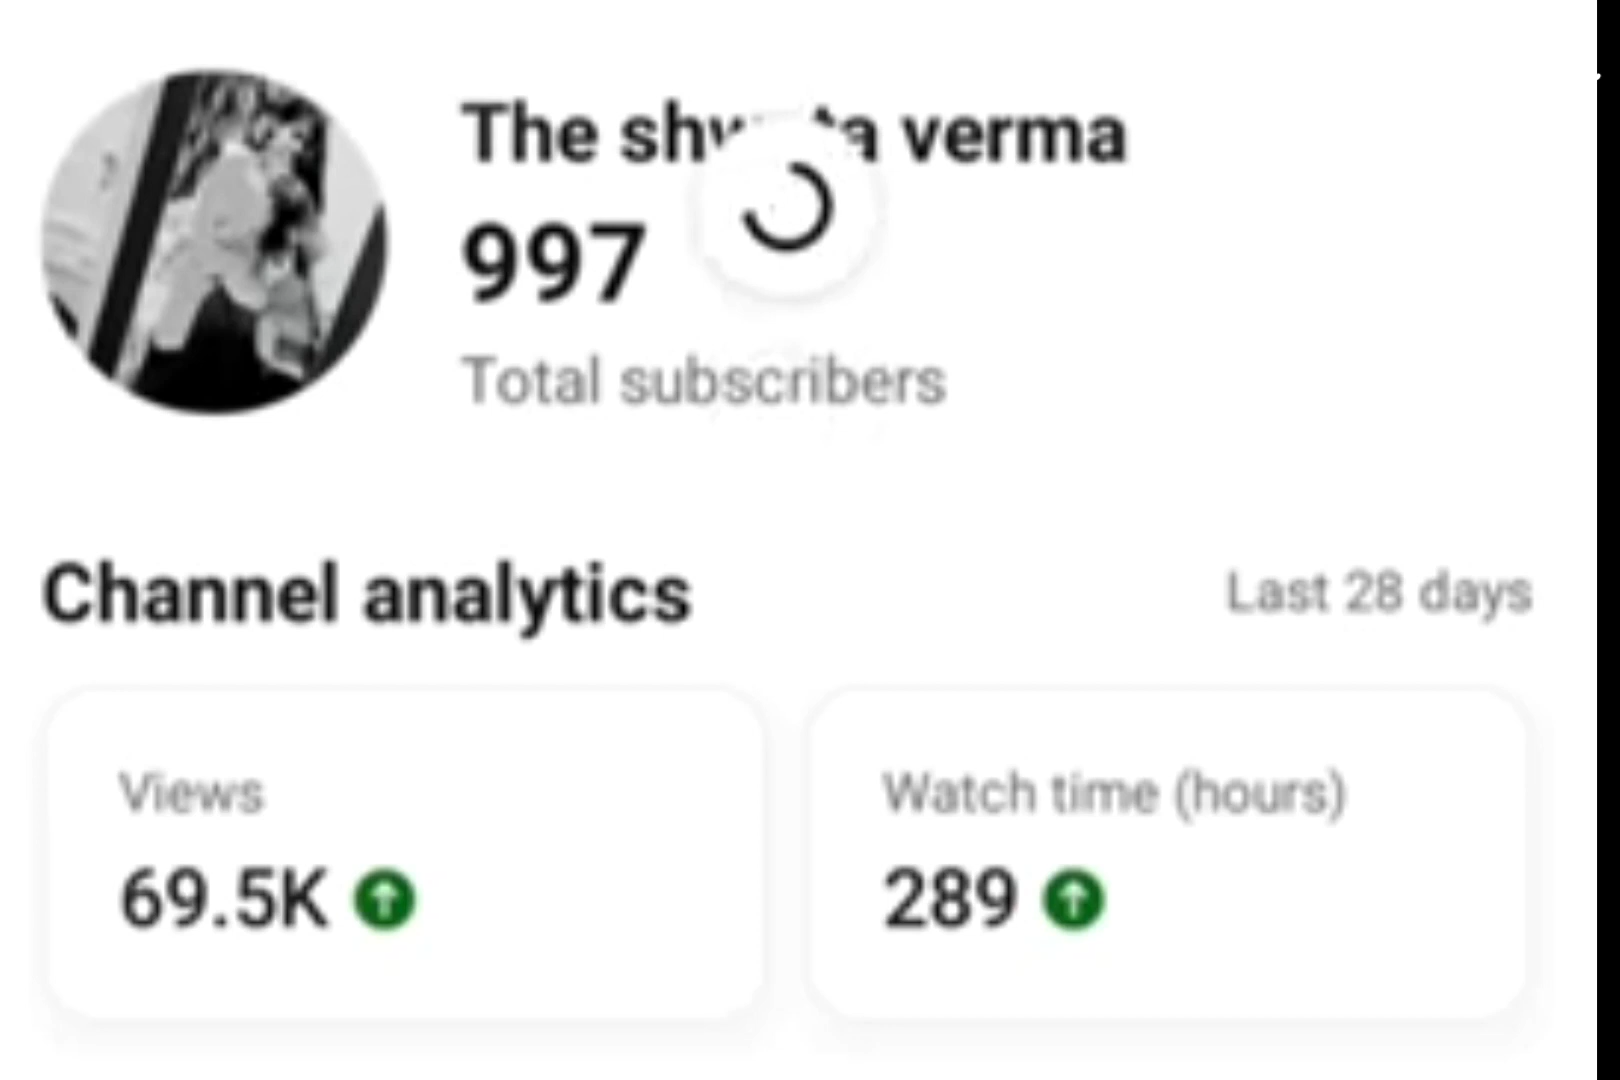 The verma
997
Total subscribers
Channel analytics
Last 28 days
Views
Watch time (hours)
69.5K
289